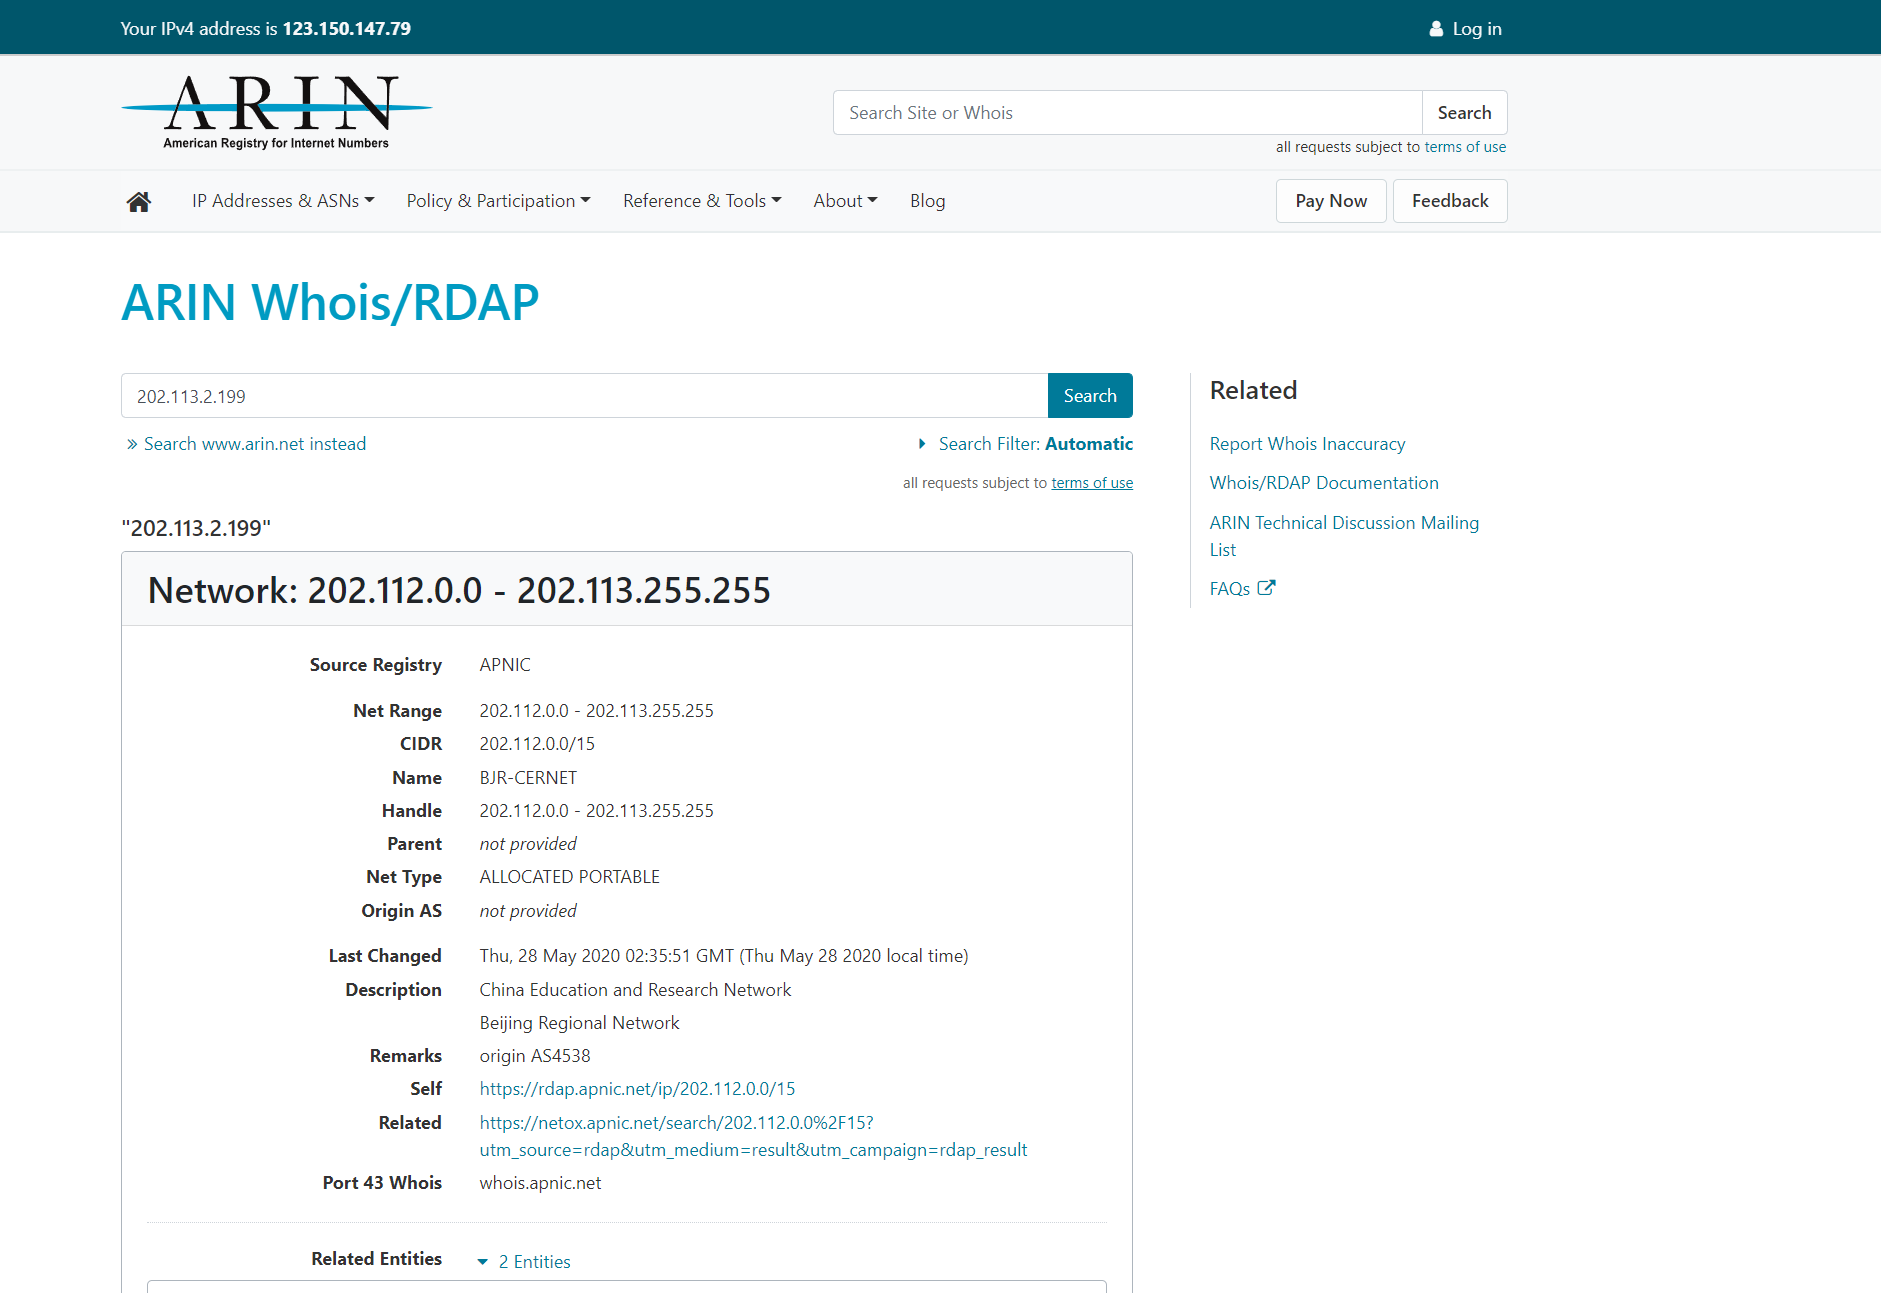 Your IPv4 address is 123.150.147.79
Log in
ARIN
American Registry for Internet Numbers
Search Site or Whois
Search
all requests subject to terms of use
IP Addresses & ASNs
Policy & Participation
Reference & Tools
About
Blog
Pay Now
Feedback
ARIN Whois/RDAP
202.113.2.199
Search
» Search www.arin.net instead
Search Filter: Automatic
all requests subject to terms of use
"202.113.2.199"
Network: 202.112.0.0 - 202.113.255.255
Source Registry APNIC
Net Range 202.112.0.0 - 202.113.255.255
CIDR 202.112.0.0/15
Name BJR-CERNET
Handle 202.112.0.0 - 202.113.255.255
Parent not provided
Net Type ALLOCATED PORTABLE
Origin AS not provided
Last Changed Thu, 28 May 2020 02:35:51 GMT (Thu May 28 2020 local time)
Description China Education and Research Network
Beijing Regional Network
Remarks origin AS4538
Self https://rdap.apnic.net/ip/202.112.0.0/15
Related https://netox.apnic.net/search/202.112.0.0%2F15?
utm_source=rdap&utm_medium=result&utm_campaign=rdap_result
Port 43 Whois whois.apnic.net
Related Entities 2 Entities
Related
Report Whois Inaccuracy
Whois/RDAP Documentation
ARIN Technical Discussion Mailing
List
FAQs